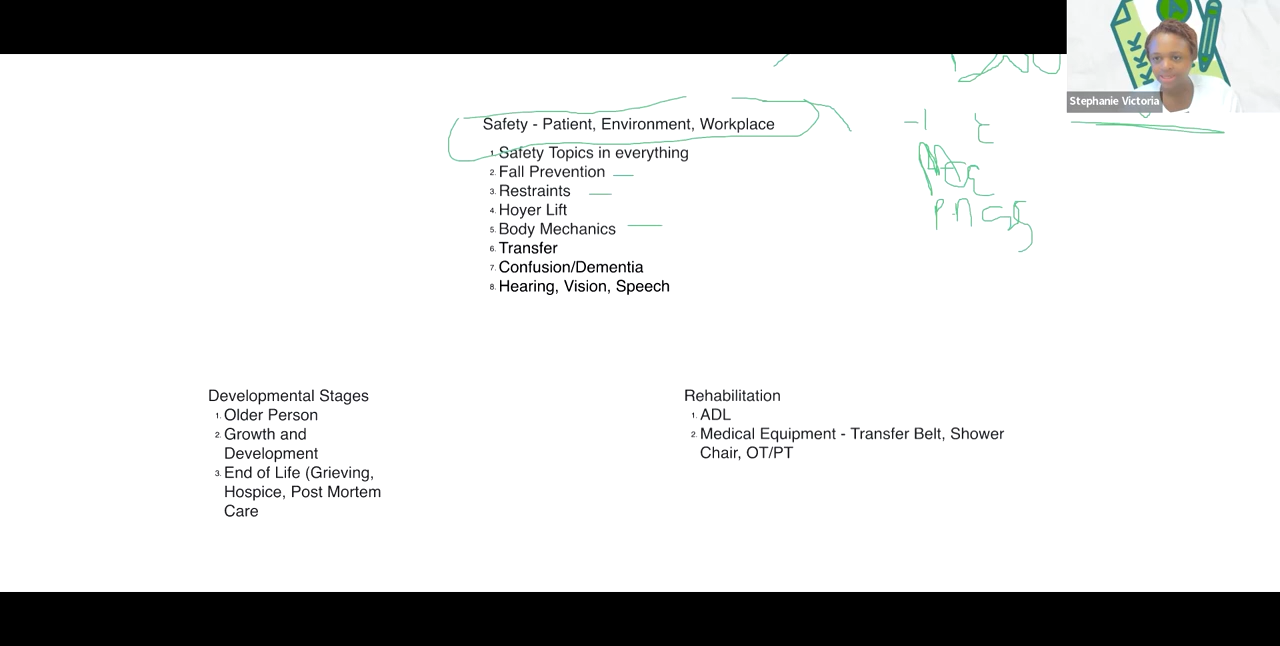 Stephanie Victoria
Safety - Patient, Environment, Workplace
1. Safety Topics in everything
2. Fall Prevention
3. Restraints
4. Hoyer Lift
5. Body Mechanics
6. Transfer
7. Confusion/Dementia
8. Hearing, Vision, Speech
Developmental Stages
1. Older Person
2. Growth and
Development
3. End of Life (Grieving,
Hospice, Post Mortem
Care
Rehabilitation
1. ADL
2. Medical Equipment - Transfer Belt, Shower
Chair, OT/PT